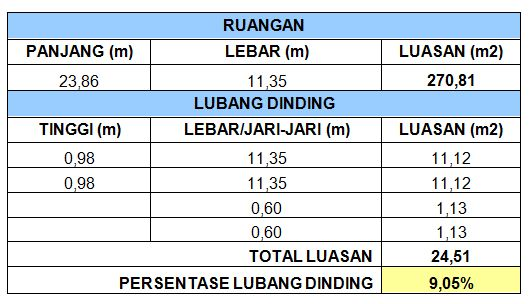 RUANGAN
PANJANG (m) LEBAR (m) LUASAN (m2)
23,86 11,35 270,81
LUBANG DINDING
TINGGI (m) LEBAR/JARI-JARI (m) LUASAN (m2)
0,98 11,35 11,12
0,98 11,35 11,12
0,60 1,13
0,60 1,13
TOTAL LUASAN 24,51
PERSENTASE LUBANG DINDING 9,05%